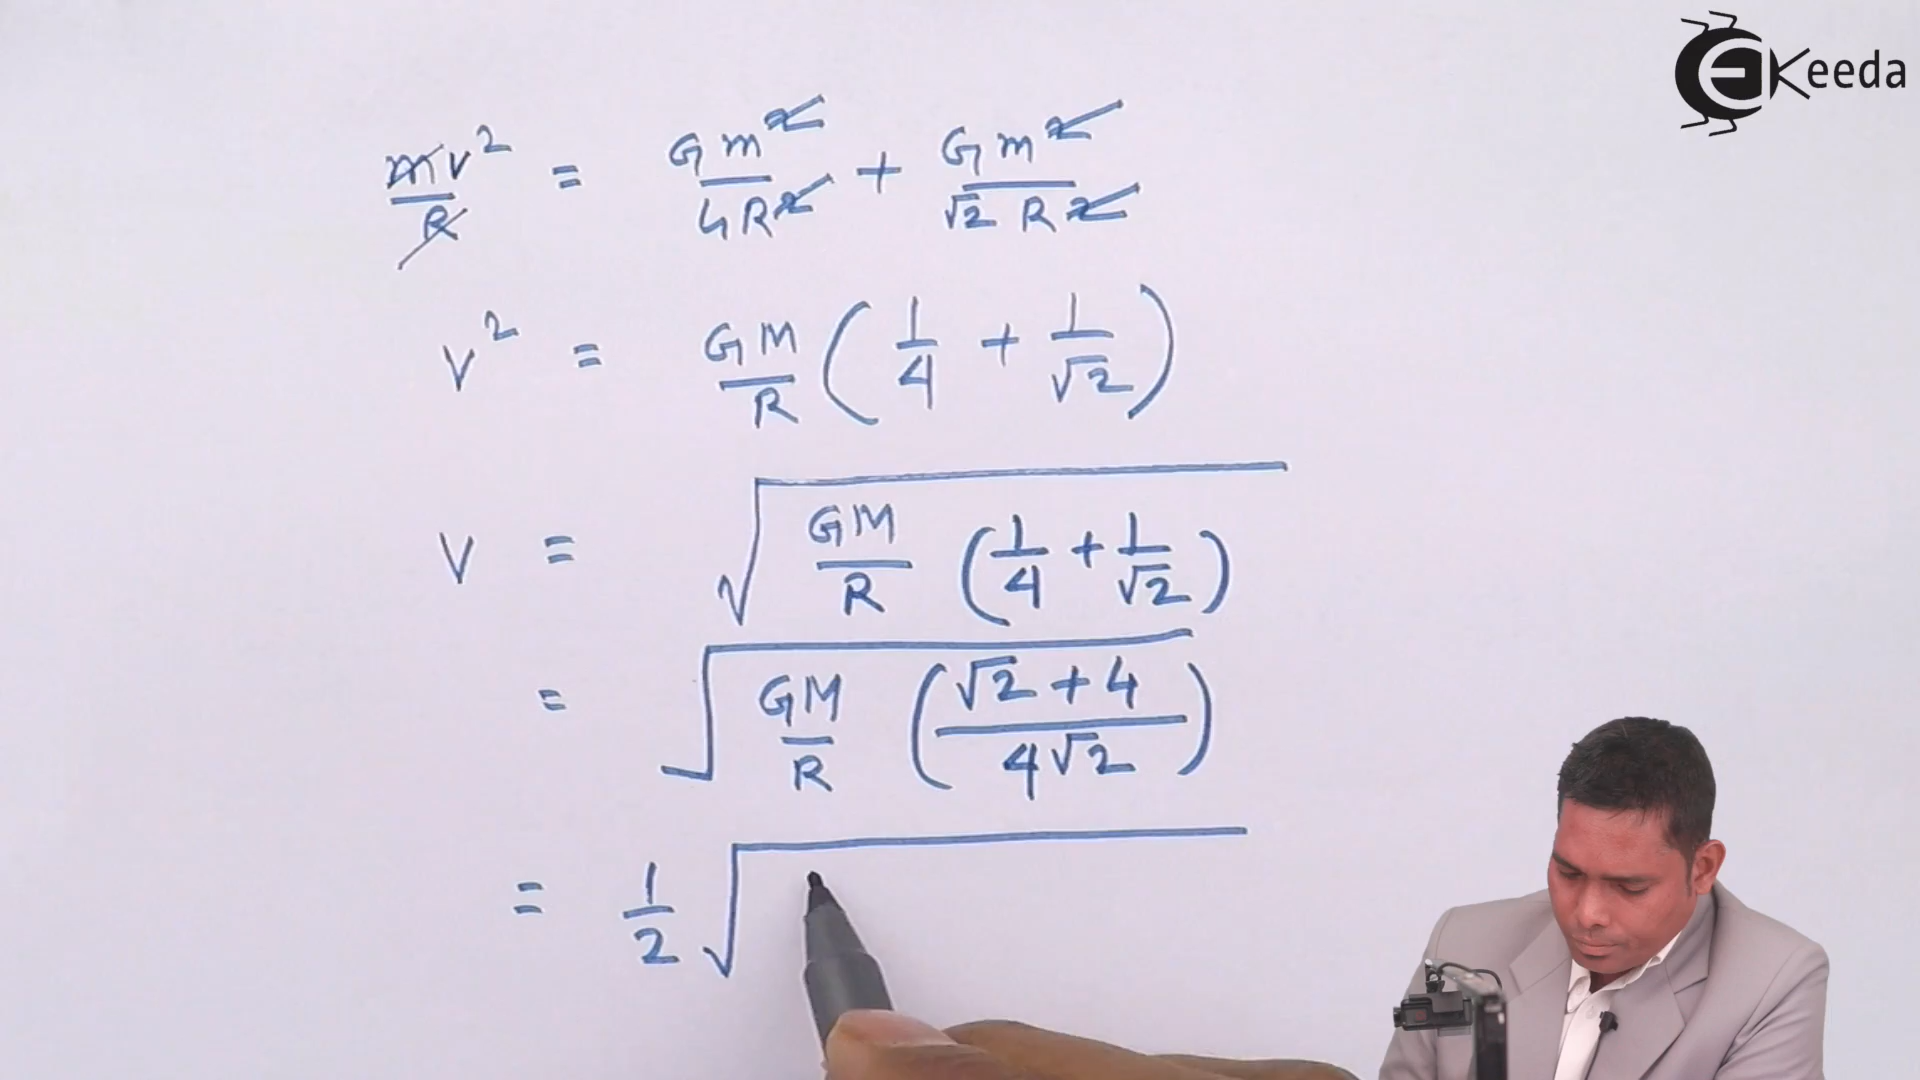 EKeeda
mv²/R = Gm²/4R² + Gm²/√2 R²
v² = GM/R (1/4 + 1/√2)
V = √(GM/R (1/4 + 1/√2))
= √(GM/R ((√2 + 4)/4√2))
= 1/2 √